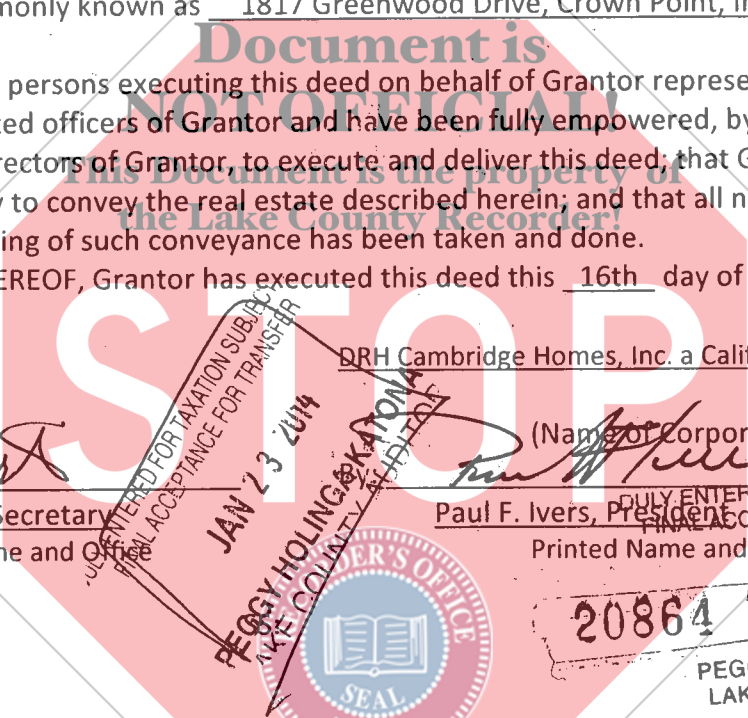 monly known as 1817 Greenwood Drive, Crown Point, In
Document is
persons executing this deed on behalf of Grantor represe
NOT OFFICIAL!
ed officers of Grantor and have been fully empowered, by
rectors of Grantor, to execute and deliver this deed; that G
This Document is the property of
y to convey the real estate described herein, and that all n
the Lake County Recorder!
ing of such conveyance has been taken and done.
EREOF, Grantor has executed this deed this 16th day of
STOP
DULY ENTERED FOR TAXATION SUBJECT
FINAL ACCEPTANCE FOR TRANSFER
JAN 23 2014
PEGGY HOLINGA KATONA
LAKE COUNTY AUDITOR
DRH Cambridge Homes, Inc. a Calif
(Name of Corpor
By:
Secretary
Paul F. Ivers, President
DULY ENTER
FINAL ACC
me and Office
Printed Name and
RDER'S OFFICE
SEAL
20864
PEG
LAK